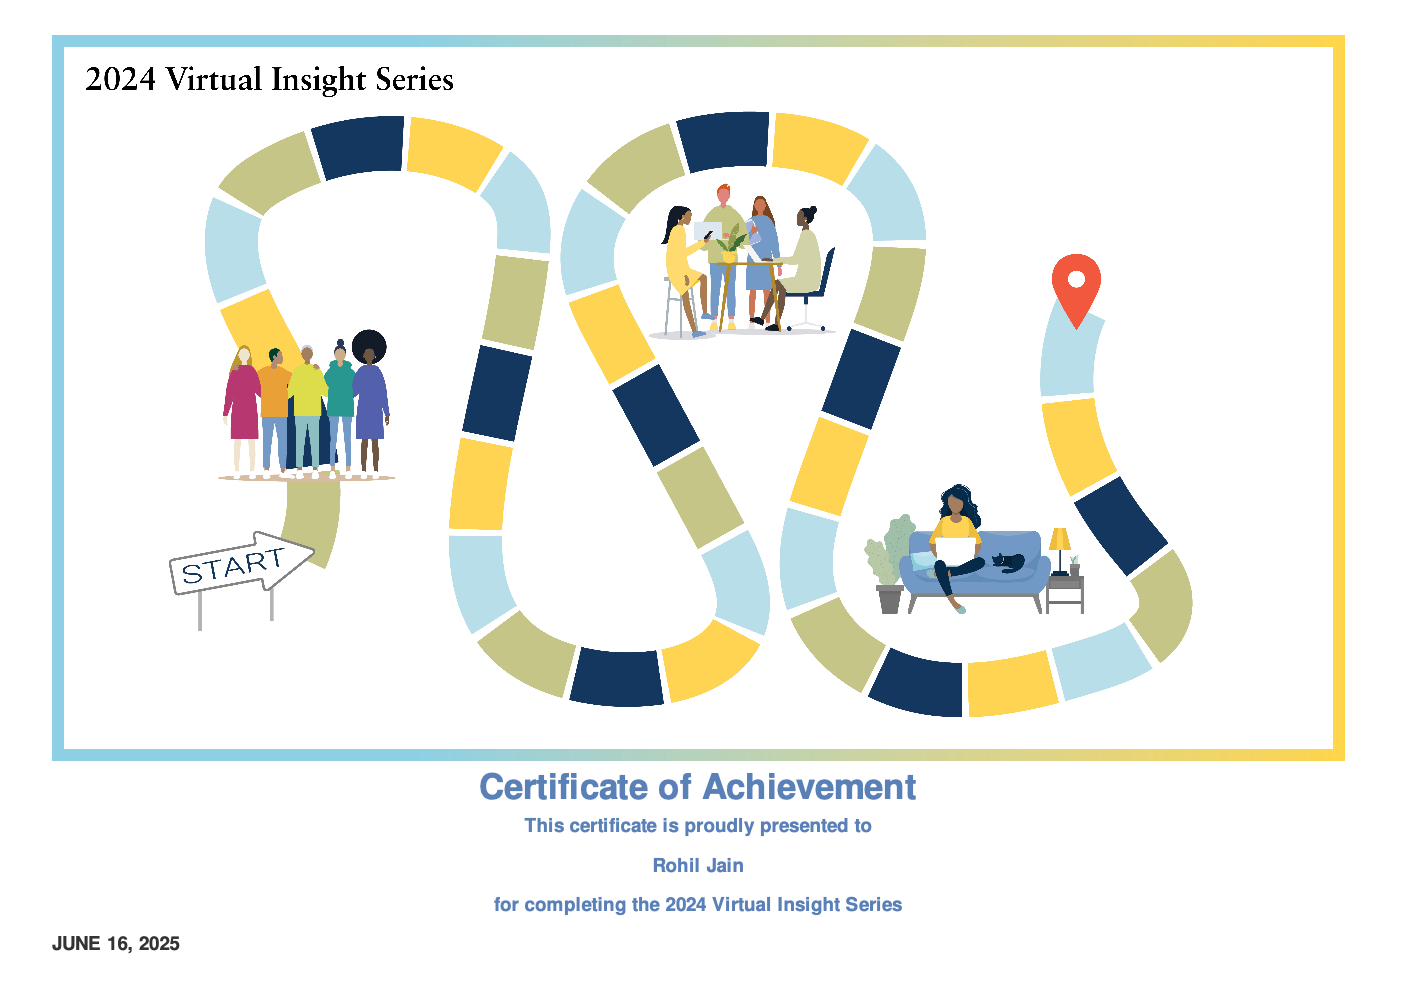 2024 Virtual Insight Series
START
Certificate of Achievement
This certificate is proudly presented to
Rohil Jain
for completing the 2024 Virtual Insight Series
JUNE 16, 2025